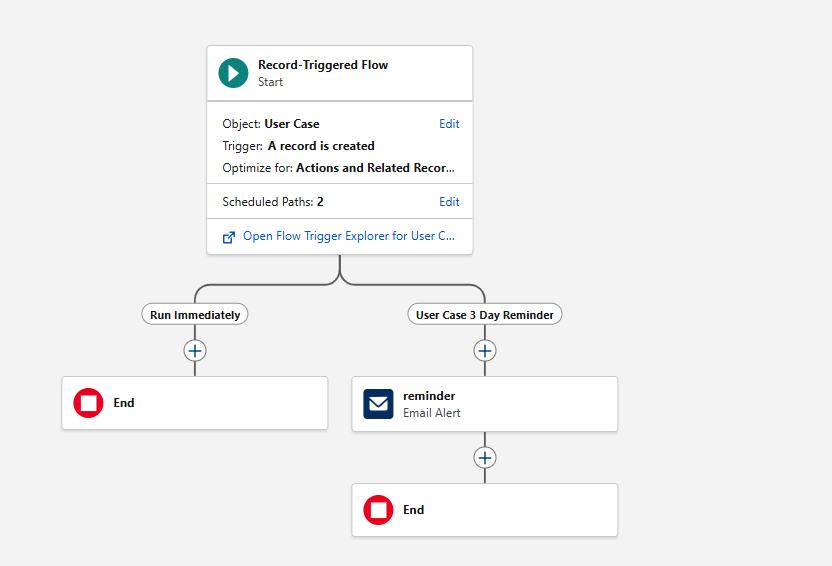 Record-Triggered Flow
Start
Object: User Case Edit
Trigger: A record is created
Optimize for: Actions and Related Recor...
Scheduled Paths: 2 Edit
Open Flow Trigger Explorer for User C...
Run Immediately
User Case 3 Day Reminder
End
reminder
Email Alert
End